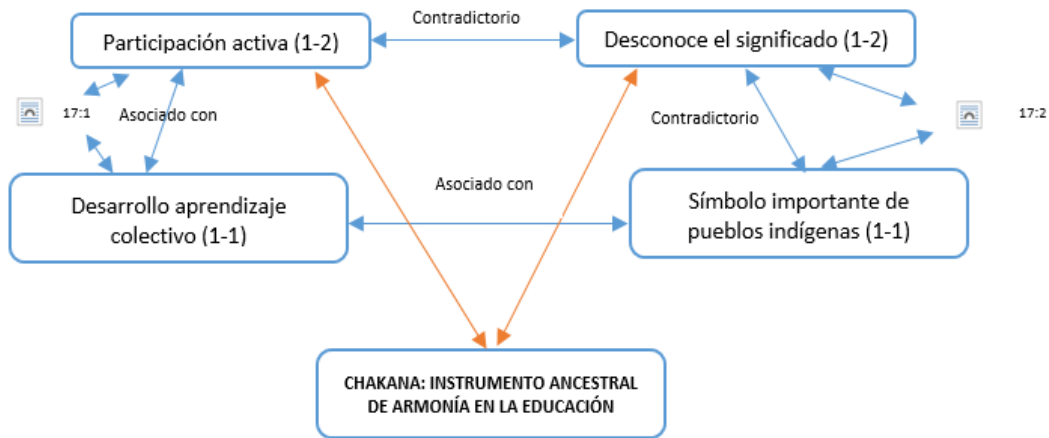 Contradictorio
Participación activa (1-2)
Desconoce el significado (1-2)
17:1
Asociado con
Contradictorio
17:2
Desarrollo aprendizaje
colectivo (1-1)
Asociado con
Símbolo importante de
pueblos indígenas (1-1)
CHAKANA: INSTRUMENTO ANCESTRAL
DE ARMONÍA EN LA EDUCACIÓN